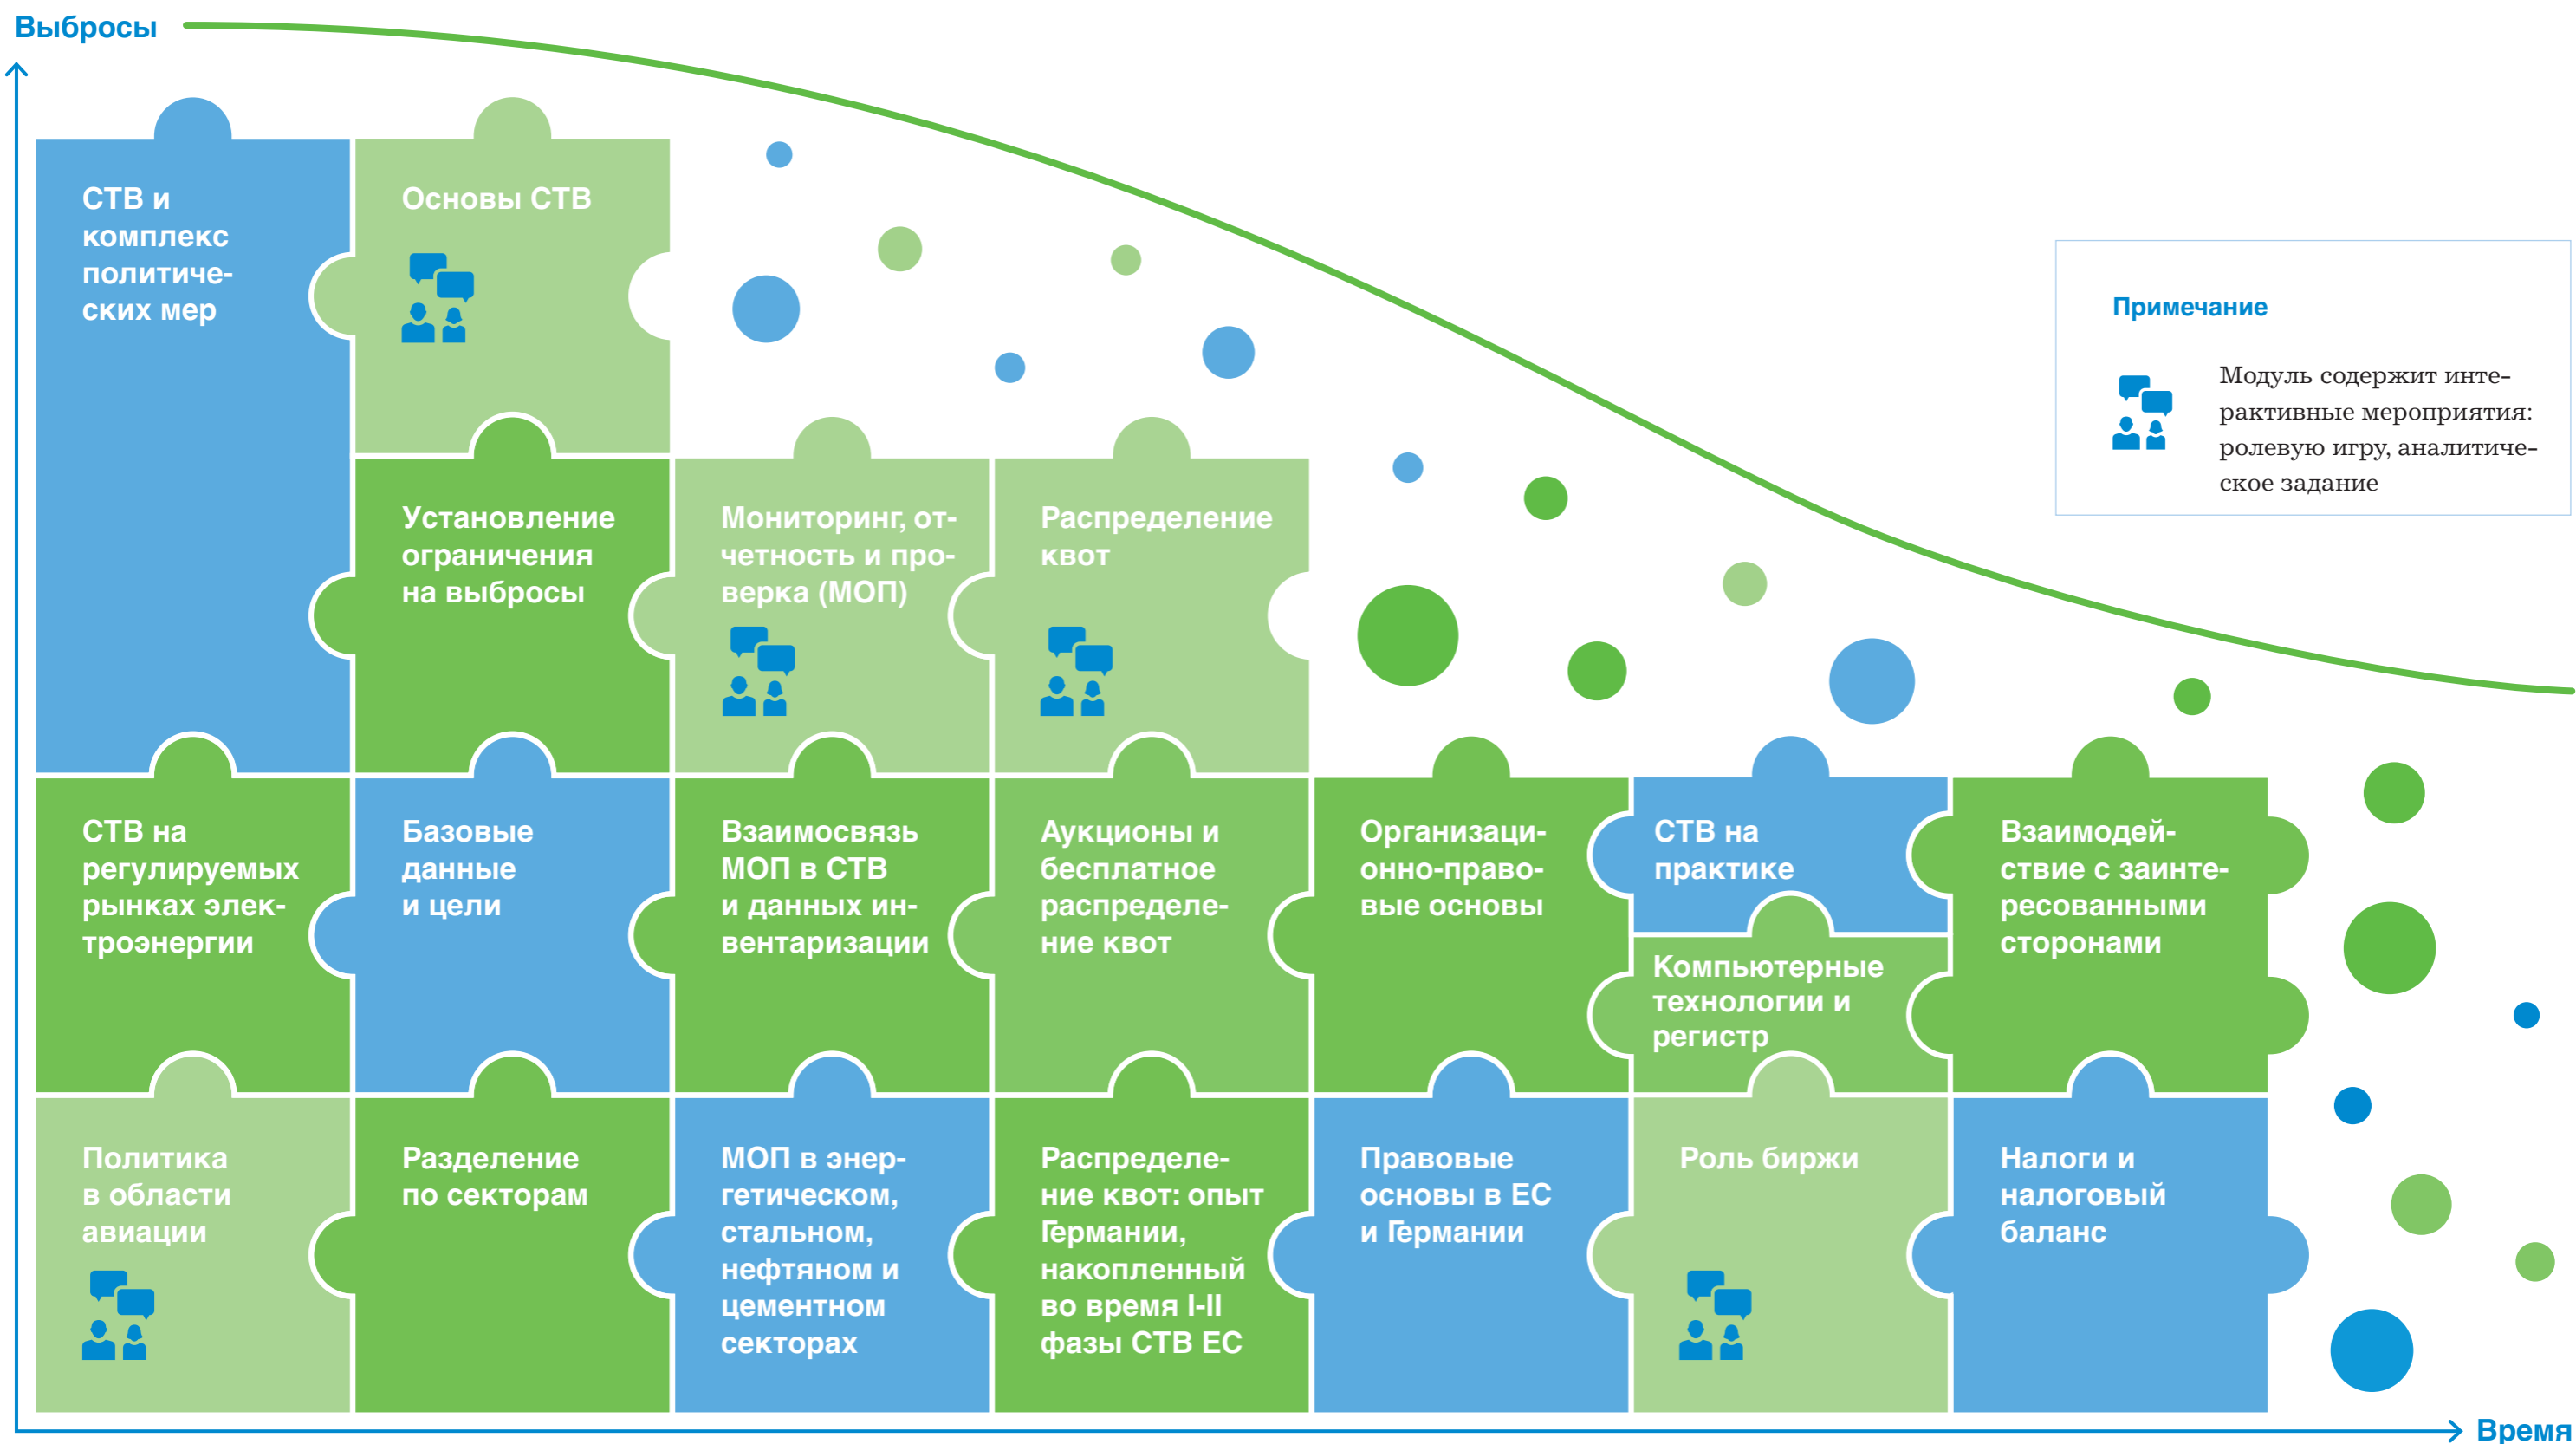 Выбросы
СТВ и
комплекс
политиче-
ских мер
Основы СТВ
Примечание
Модуль содержит инте-
рактивные мероприятия:
ролевую игру, аналитиче-
ское задание
Установление
ограничения
на выбросы
Мониторинг, от-
четность и про-
верка (МОП)
Распределение
квот
СТВ на
регулируемых
рынках элек-
троэнергии
Базовые
данные
и цели
Взаимосвязь
МОП в СТВ
и данных ин-
вентаризации
Аукционы и
бесплатное
распределе-
ние квот
Организаци-
онно-право-
вые основы
СТВ на
практике
Компьютерные
технологии и
регистр
Взаимодей-
ствие с заинте-
ресованными
сторонами
Политика
в области
авиации
Разделение
по секторам
МОП в энер-
гетическом,
стальном,
нефтяном и
цементном
секторах
Распределе-
ние квот: опыт
Германии,
накопленный
во время I-II
фазы СТВ ЕС
Правовые
основы в ЕС
и Германии
Роль биржи
Налоги и
налоговый
баланс
Время